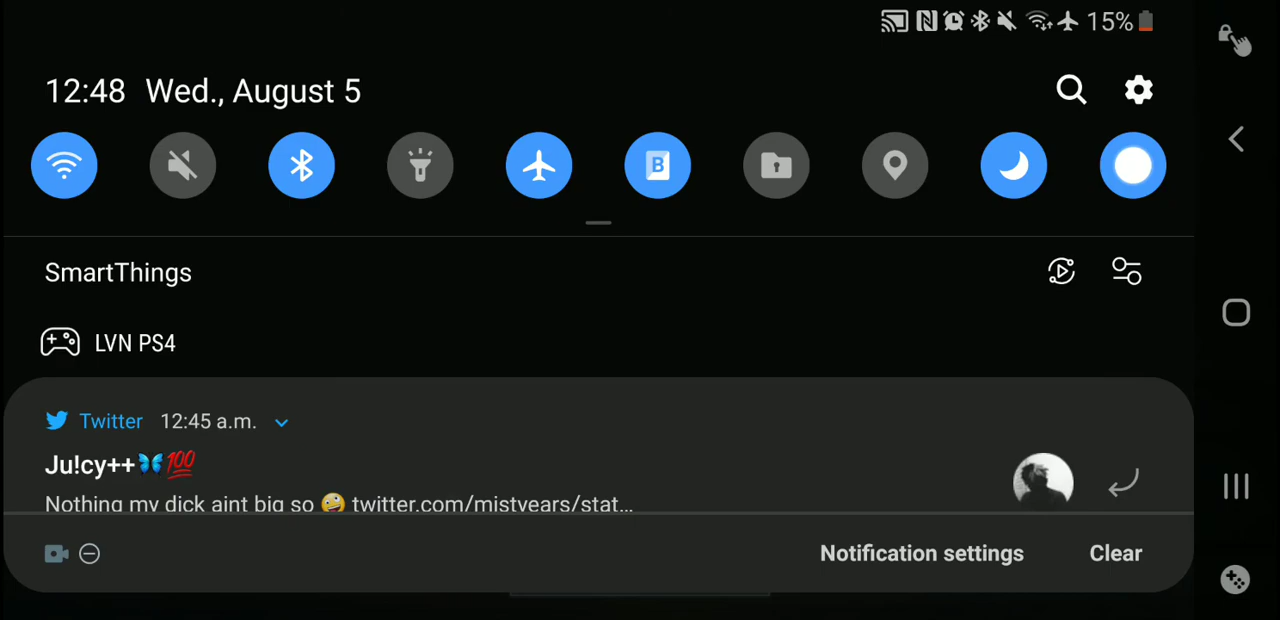 15%
12:48 Wed., August 5
B
SmartThings
LVN PS4
Twitter 12:45 a.m.
Ju!cy++🦋💯
Nothing my dick aint big so 🤪 twitter.com/mistyears/stat...
Notification settings Clear